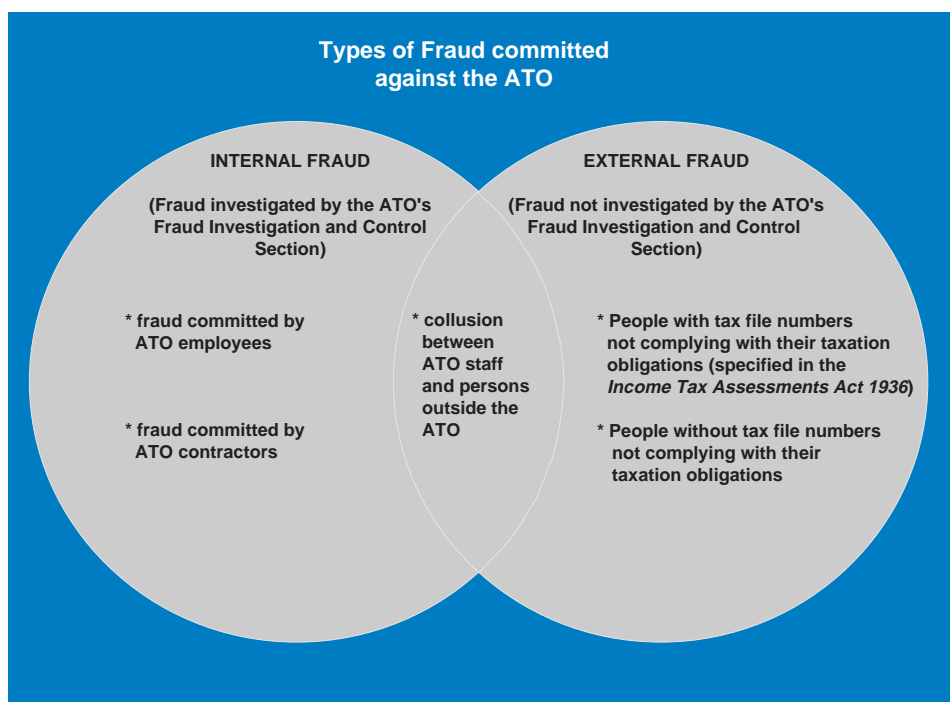 Types of Fraud committed
against the ATO
INTERNAL FRAUD
(Fraud investigated by the ATO's
Fraud Investigation and Control
Section)
* fraud committed by
ATO employees
* fraud committed by
ATO contractors
* collusion
between
ATO staff
and persons
outside the
ATO
EXTERNAL FRAUD
(Fraud not investigated by the ATO's
Fraud Investigation and Control
Section)
* People with tax file numbers
not complying with their taxation
obligations (specified in the
Income Tax Assessments Act 1936)
* People without tax file numbers
not complying with their
taxation obligations